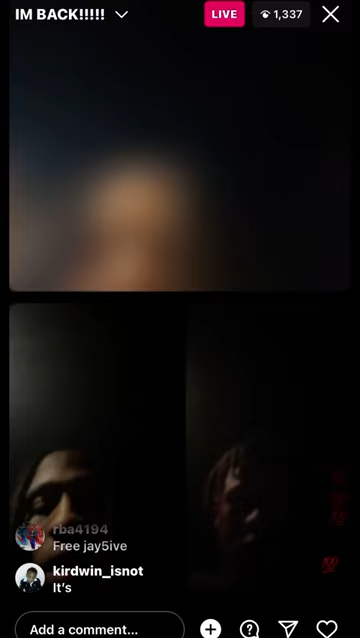 IM BACK!!!!!
LIVE
1,337
rba4194
Free jay5ive
kirdwin_isnot
It's
Add a comment...